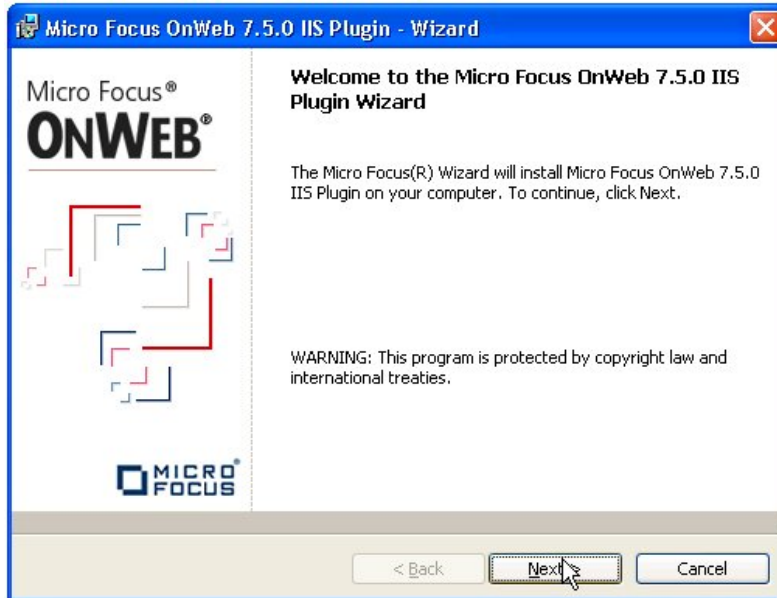 Micro Focus OnWeb 7.5.0 IIS Plugin - Wizard
Micro Focus®
ONWEB®
Welcome to the Micro Focus OnWeb 7.5.0 IIS
Plugin Wizard
The Micro Focus(R) Wizard will install Micro Focus OnWeb 7.5.0
IIS Plugin on your computer. To continue, click Next.
WARNING: This program is protected by copyright law and
international treaties.
MICRO
FOCUS®
< Back
Next >
Cancel